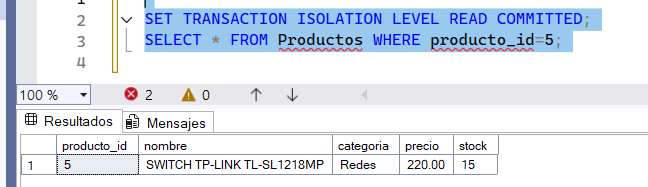 2 SET TRANSACTION ISOLATION LEVEL READ COMMITTED;
3 SELECT * FROM Productos WHERE producto_id=5;
4
100 % 2 0
Resultados Mensajes
producto_id nombre categoria precio stock
1 5 SWITCH TP-LINK TL-SL1218MP Redes 220.00 15